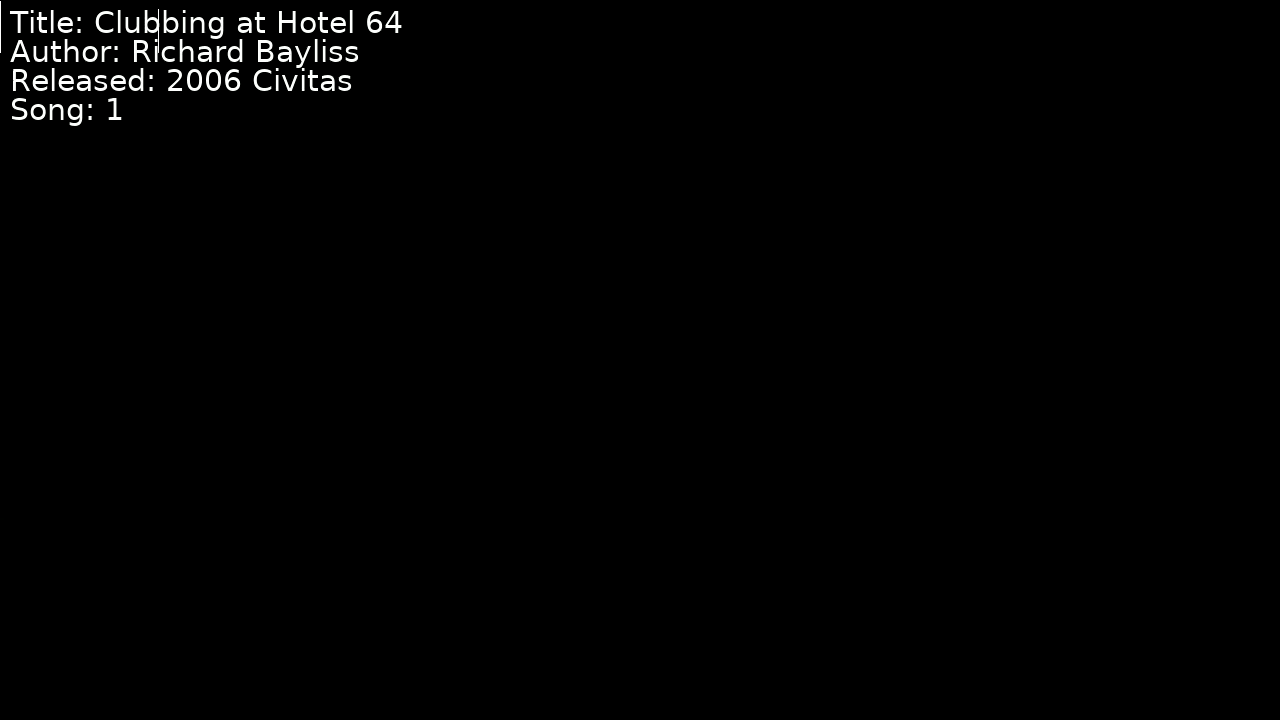 Title: Clubbing at Hotel 64
Author: Richard Bayliss
Released: 2006 Civitas
Song: 1